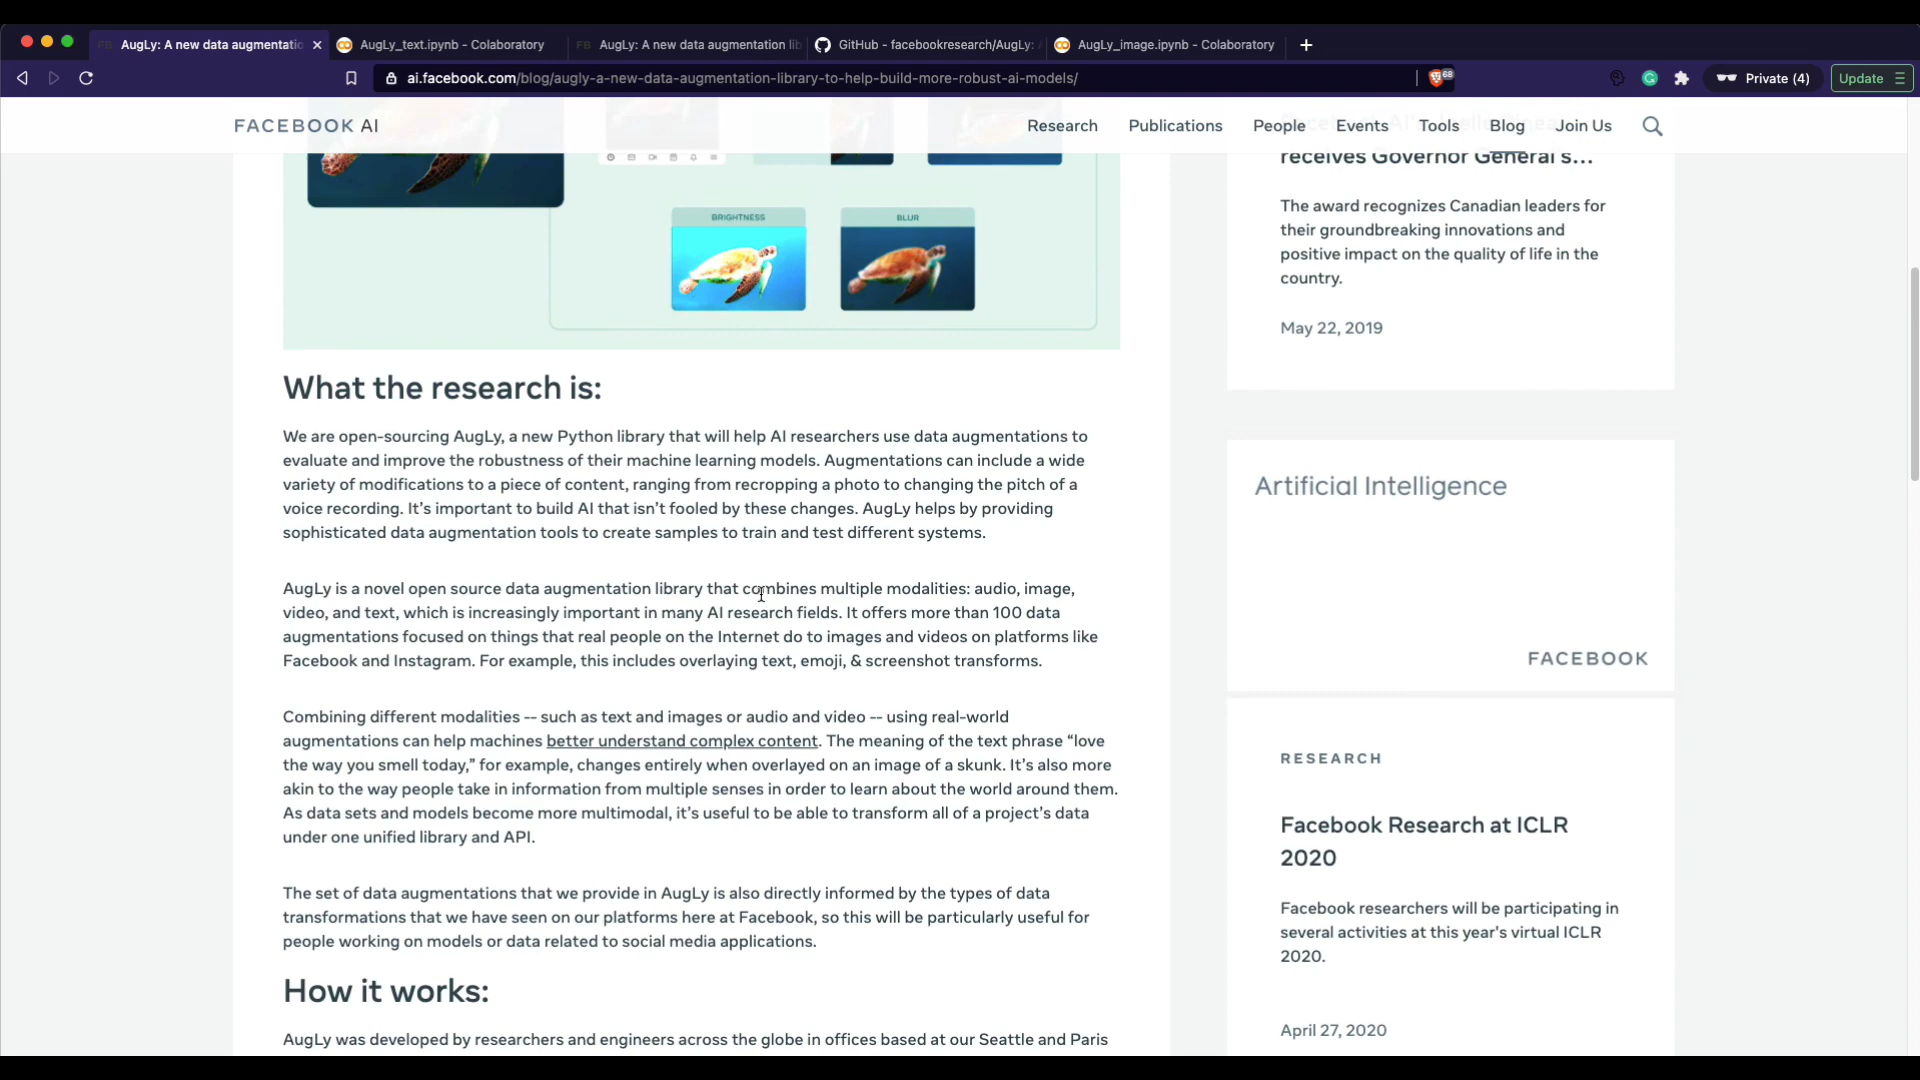 AugLy: A new data augmentatio
AugLy_text.ipynb - Colaboratory
AugLy: A new data augmentation lib
GitHub - facebookresearch/AugLy:
AugLy_image.ipynb - Colaboratory
ai.facebook.com/blog/augly-a-new-data-augmentation-library-to-help-build-more-robust-ai-models/
68
Private (4)
Update
FACEBOOK AI
Research
Publications
People
Events
Tools
Blog
Join Us
BRIGHTNESS
BLUR
What the research is:
We are open-sourcing AugLy, a new Python library that will help AI researchers use data augmentations to
evaluate and improve the robustness of their machine learning models. Augmentations can include a wide
variety of modifications to a piece of content, ranging from recropping a photo to changing the pitch of a
voice recording. It’s important to build AI that isn’t fooled by these changes. AugLy helps by providing
sophisticated data augmentation tools to create samples to train and test different systems.
AugLy is a novel open source data augmentation library that combines multiple modalities: audio, image,
video, and text, which is increasingly important in many AI research fields. It offers more than 100 data
augmentations focused on things that real people on the Internet do to images and videos on platforms like
Facebook and Instagram. For example, this includes overlaying text, emoji, & screenshot transforms.
Combining different modalities -- such as text and images or audio and video -- using real-world
augmentations can help machines better understand complex content. The meaning of the text phrase “love
the way you smell today,” for example, changes entirely when overlayed on an image of a skunk. It’s also more
akin to the way people take in information from multiple senses in order to learn about the world around them.
As data sets and models become more multimodal, it’s useful to be able to transform all of a project’s data
under one unified library and API.
The set of data augmentations that we provide in AugLy is also directly informed by the types of data
transformations that we have seen on our platforms here at Facebook, so this will be particularly useful for
people working on models or data related to social media applications.
How it works:
AugLy was developed by researchers and engineers across the globe in offices based at our Seattle and Paris
receives Governor General's...
The award recognizes Canadian leaders for
their groundbreaking innovations and
positive impact on the quality of life in the
country.
May 22, 2019
Artificial Intelligence
FACEBOOK
RESEARCH
Facebook Research at ICLR
2020
Facebook researchers will be participating in
several activities at this year's virtual ICLR
2020.
April 27, 2020